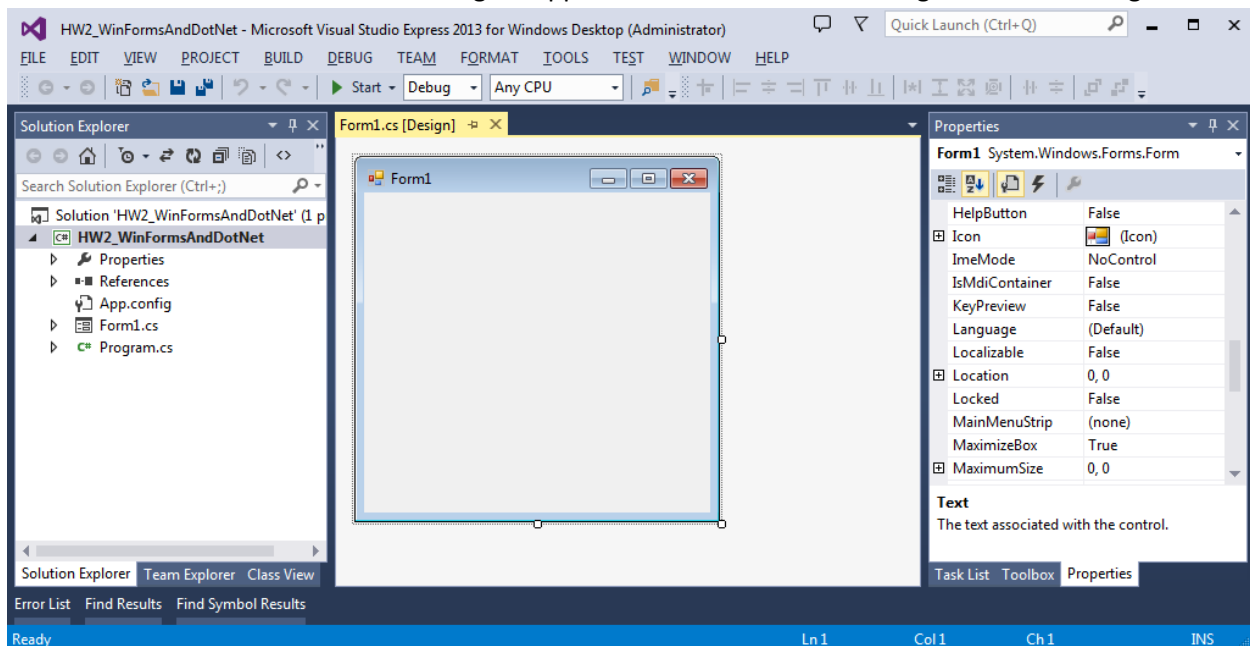 HW2_WinFormsAndDotNet - Microsoft Visual Studio Express 2013 for Windows Desktop (Administrator)
Quick Launch (Ctrl+Q)
FILE EDIT VIEW PROJECT BUILD DEBUG TEAM FORMAT TOOLS TEST WINDOW HELP
Start Debug Any CPU
Solution Explorer
Search Solution Explorer (Ctrl+;)
Solution 'HW2_WinFormsAndDotNet' (1 p
C# HW2_WinFormsAndDotNet
Properties
References
App.config
Form1.cs
C# Program.cs
Solution Explorer Team Explorer Class View
Form1.cs [Design]
Form1
Properties
Form1 System.Windows.Forms.Form
HelpButton False
Icon (Icon)
ImeMode NoControl
IsMdiContainer False
KeyPreview False
Language (Default)
Localizable False
Location 0, 0
Locked False
MainMenuStrip (none)
MaximizeBox True
MaximumSize 0, 0
Text
The text associated with the control.
Task List Toolbox Properties
Error List Find Results Find Symbol Results
Ready Ln 1 Col 1 Ch 1 INS